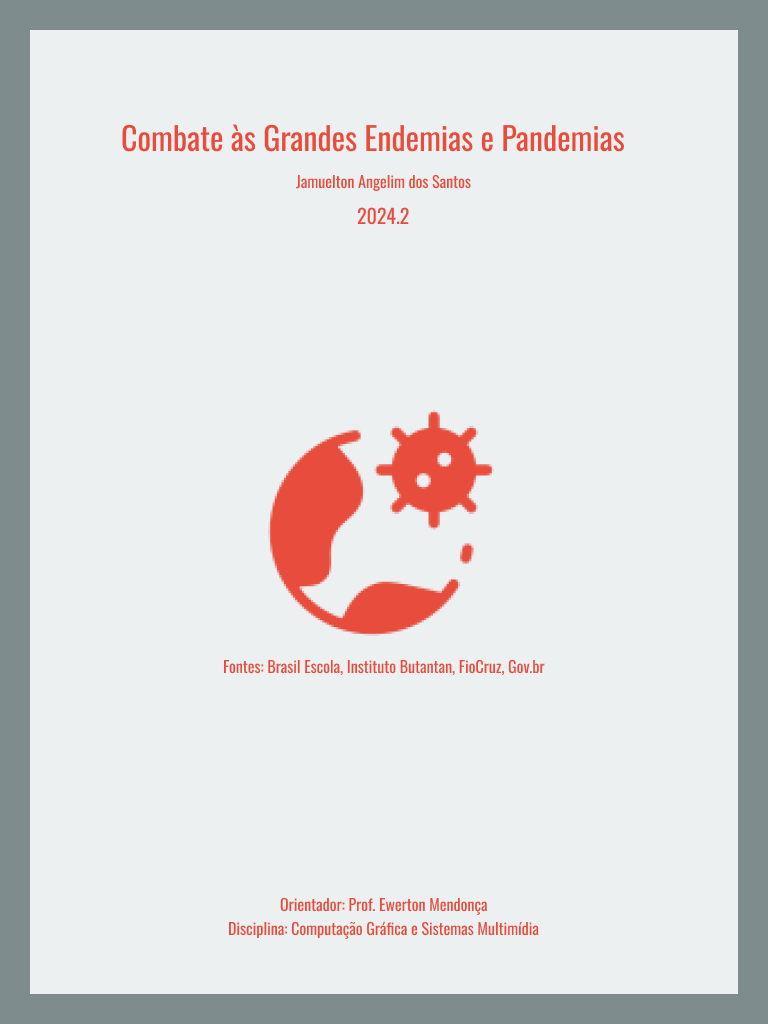 Combate às Grandes Endemias e Pandemias
Jamuelton Angelim dos Santos
2024.2
Fontes: Brasil Escola, Instituto Butantan, FioCruz, Gov.br
Orientador: Prof. Ewerton Mendonça
Disciplina: Computação Gráfica e Sistemas Multimídia